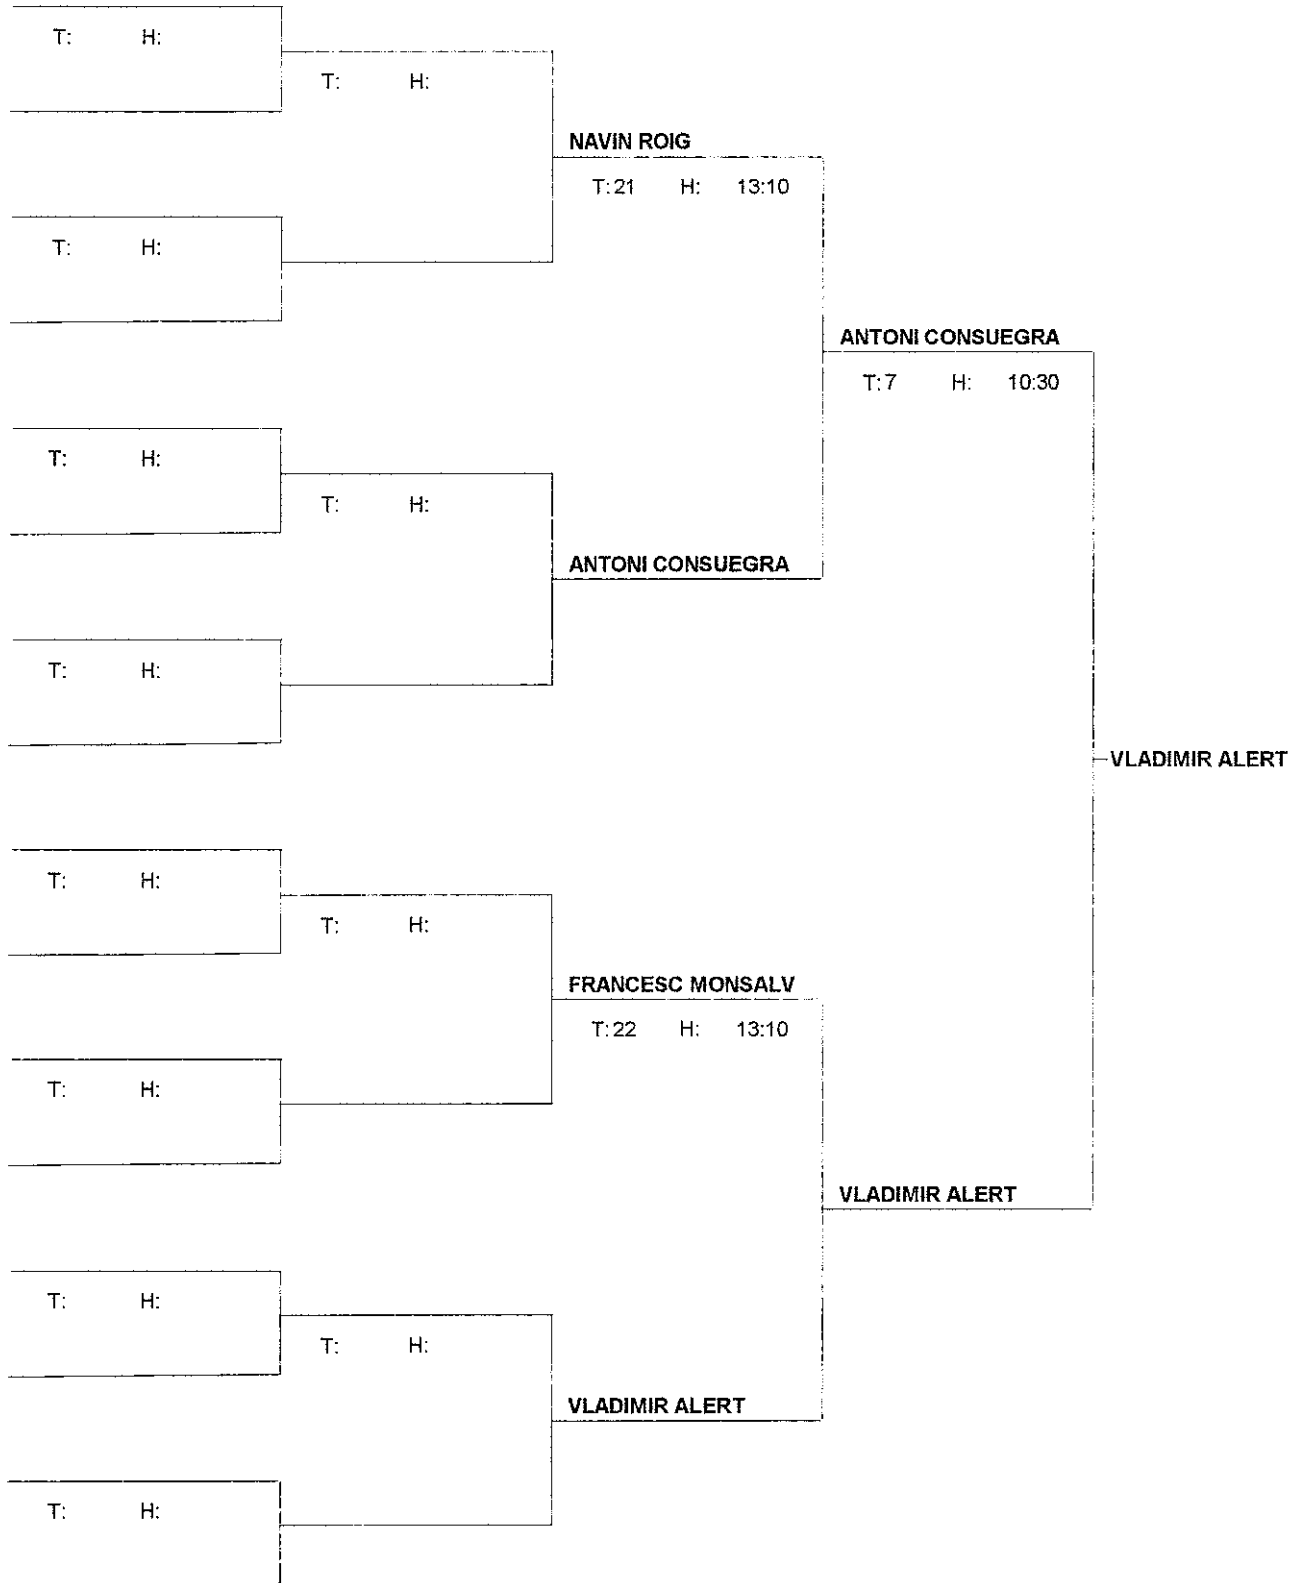 T: H:
T: H:
NAVIN ROIG
T:21 H: 13:10
T: H:
ANTONI CONSUEGRA
T:7 H: 10:30
T: H:
T: H:
ANTONI CONSUEGRA
T: H:
VLADIMIR ALERT
T: H:
T: H:
FRANCESC MONSALV
T:22 H: 13:10
T: H:
VLADIMIR ALERT
T: H:
T: H:
VLADIMIR ALERT
T: H: